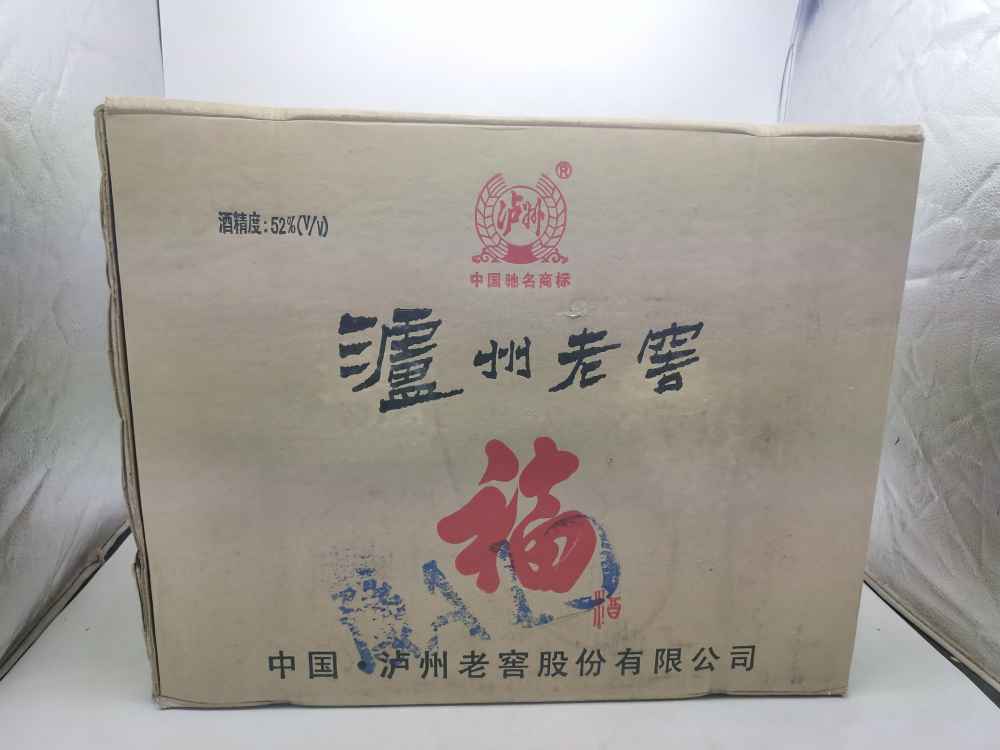 ®
泸州
中国驰名商标
酒精度:52%(V/V)
瀘州老窖
福
酒
中国·泸州老窖股份有限公司